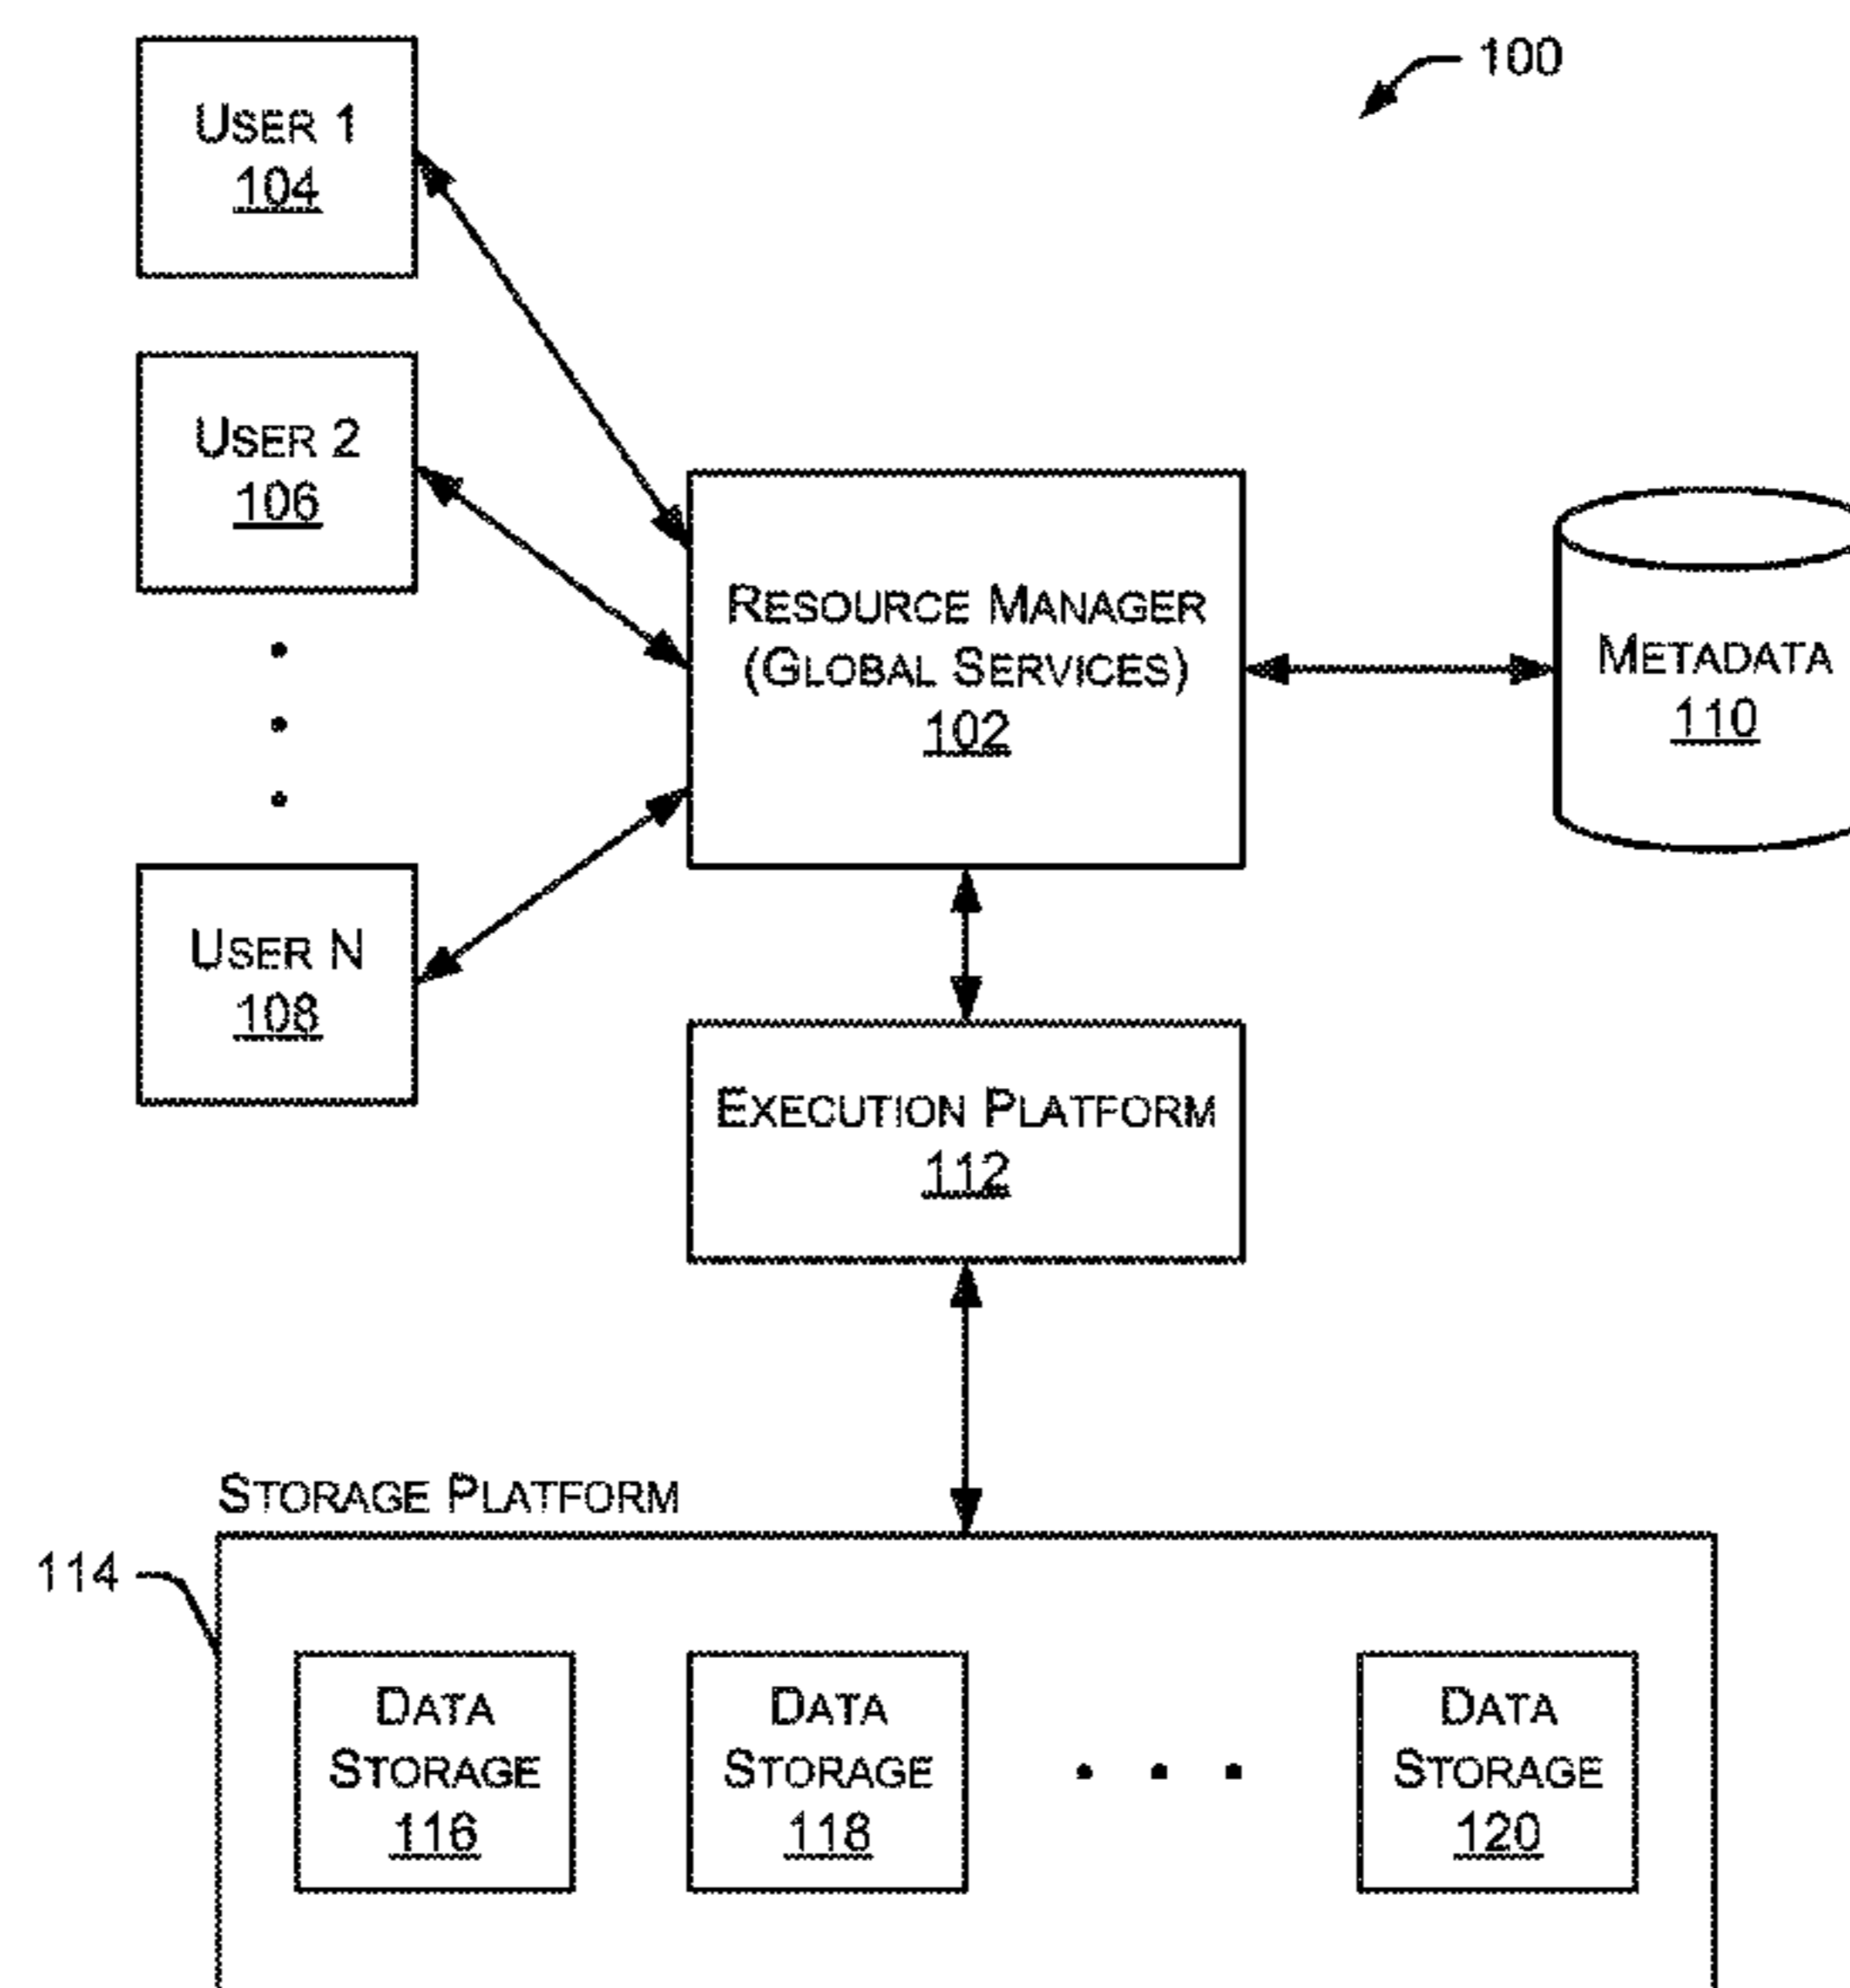 100
USER 1
104
USER 2
106
RESOURCE MANAGER
(GLOBAL SERVICES)
102
METADATA
110
USER N
108
EXECUTION PLATFORM
112
STORAGE PLATFORM
114
DATA
STORAGE
116
DATA
STORAGE
118
DATA
STORAGE
120